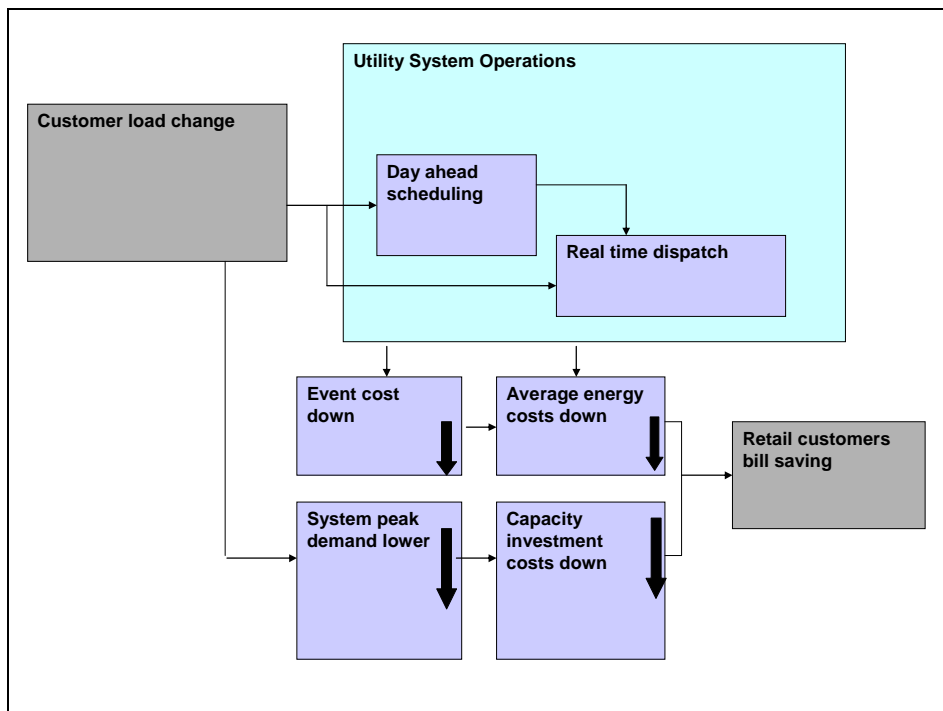 Utility System Operations
Customer load change
Day ahead
scheduling
Real time dispatch
Event cost
down
Average energy
costs down
Retail customers
bill saving
System peak
demand lower
Capacity
investment
costs down